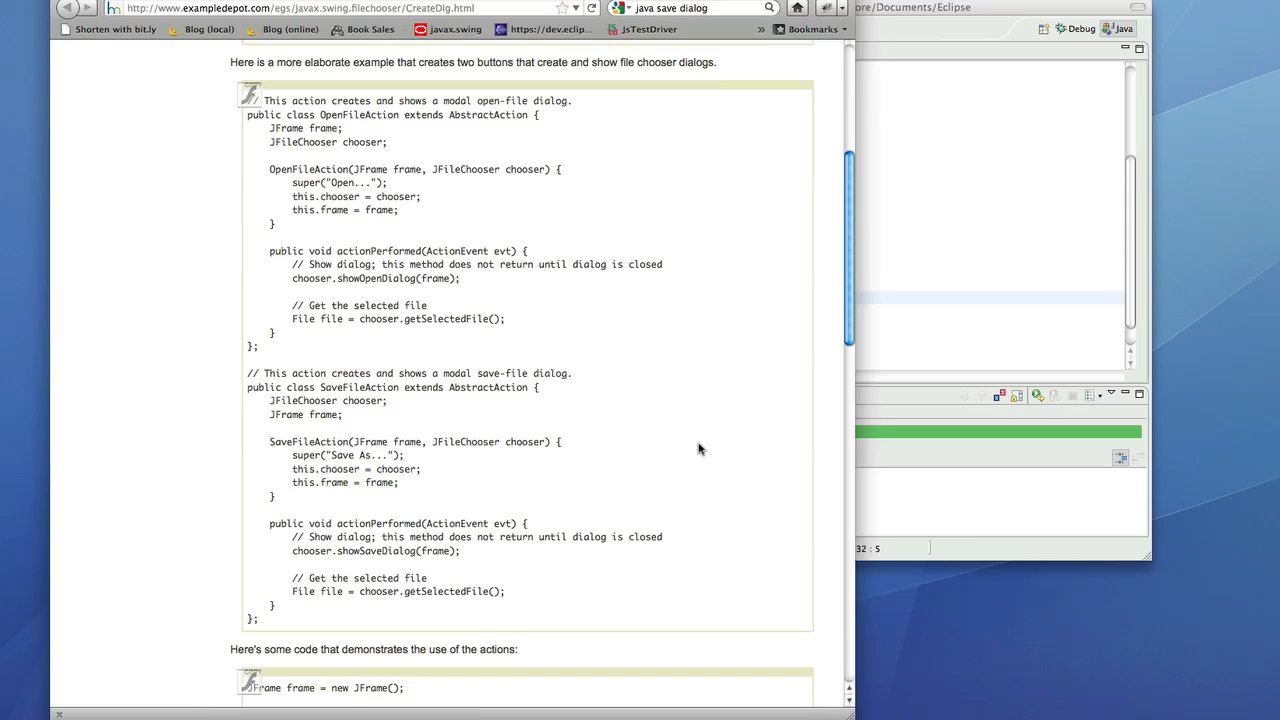 http://www.exampledepot.com/egs/javax.swing.filechooser/CreateDlg.html
java save dialog
ore/Documents/Eclipse
Shorten with bit.ly
Blog (local)
Blog (online)
Book Sales
javax.swing
https://dev.eclip...
JsTestDriver
»
Bookmarks
Debug
Java
Here is a more elaborate example that creates two buttons that create and show file chooser dialogs.
// This action creates and shows a modal open-file dialog.
public class OpenFileAction extends AbstractAction {
JFrame frame;
JFileChooser chooser;
OpenFileAction(JFrame frame, JFileChooser chooser) {
super("Open...");
this.chooser = chooser;
this.frame = frame;
}
public void actionPerformed(ActionEvent evt) {
// Show dialog; this method does not return until dialog is closed
chooser.showOpenDialog(frame);
// Get the selected file
File file = chooser.getSelectedFile();
}
};
// This action creates and shows a modal save-file dialog.
public class SaveFileAction extends AbstractAction {
JFileChooser chooser;
JFrame frame;
SaveFileAction(JFrame frame, JFileChooser chooser) {
super("Save As...");
this.chooser = chooser;
this.frame = frame;
}
public void actionPerformed(ActionEvent evt) {
// Show dialog; this method does not return until dialog is closed
chooser.showSaveDialog(frame);
// Get the selected file
File file = chooser.getSelectedFile();
}
};
32 : 5
Here's some code that demonstrates the use of the actions:
JFrame frame = new JFrame();